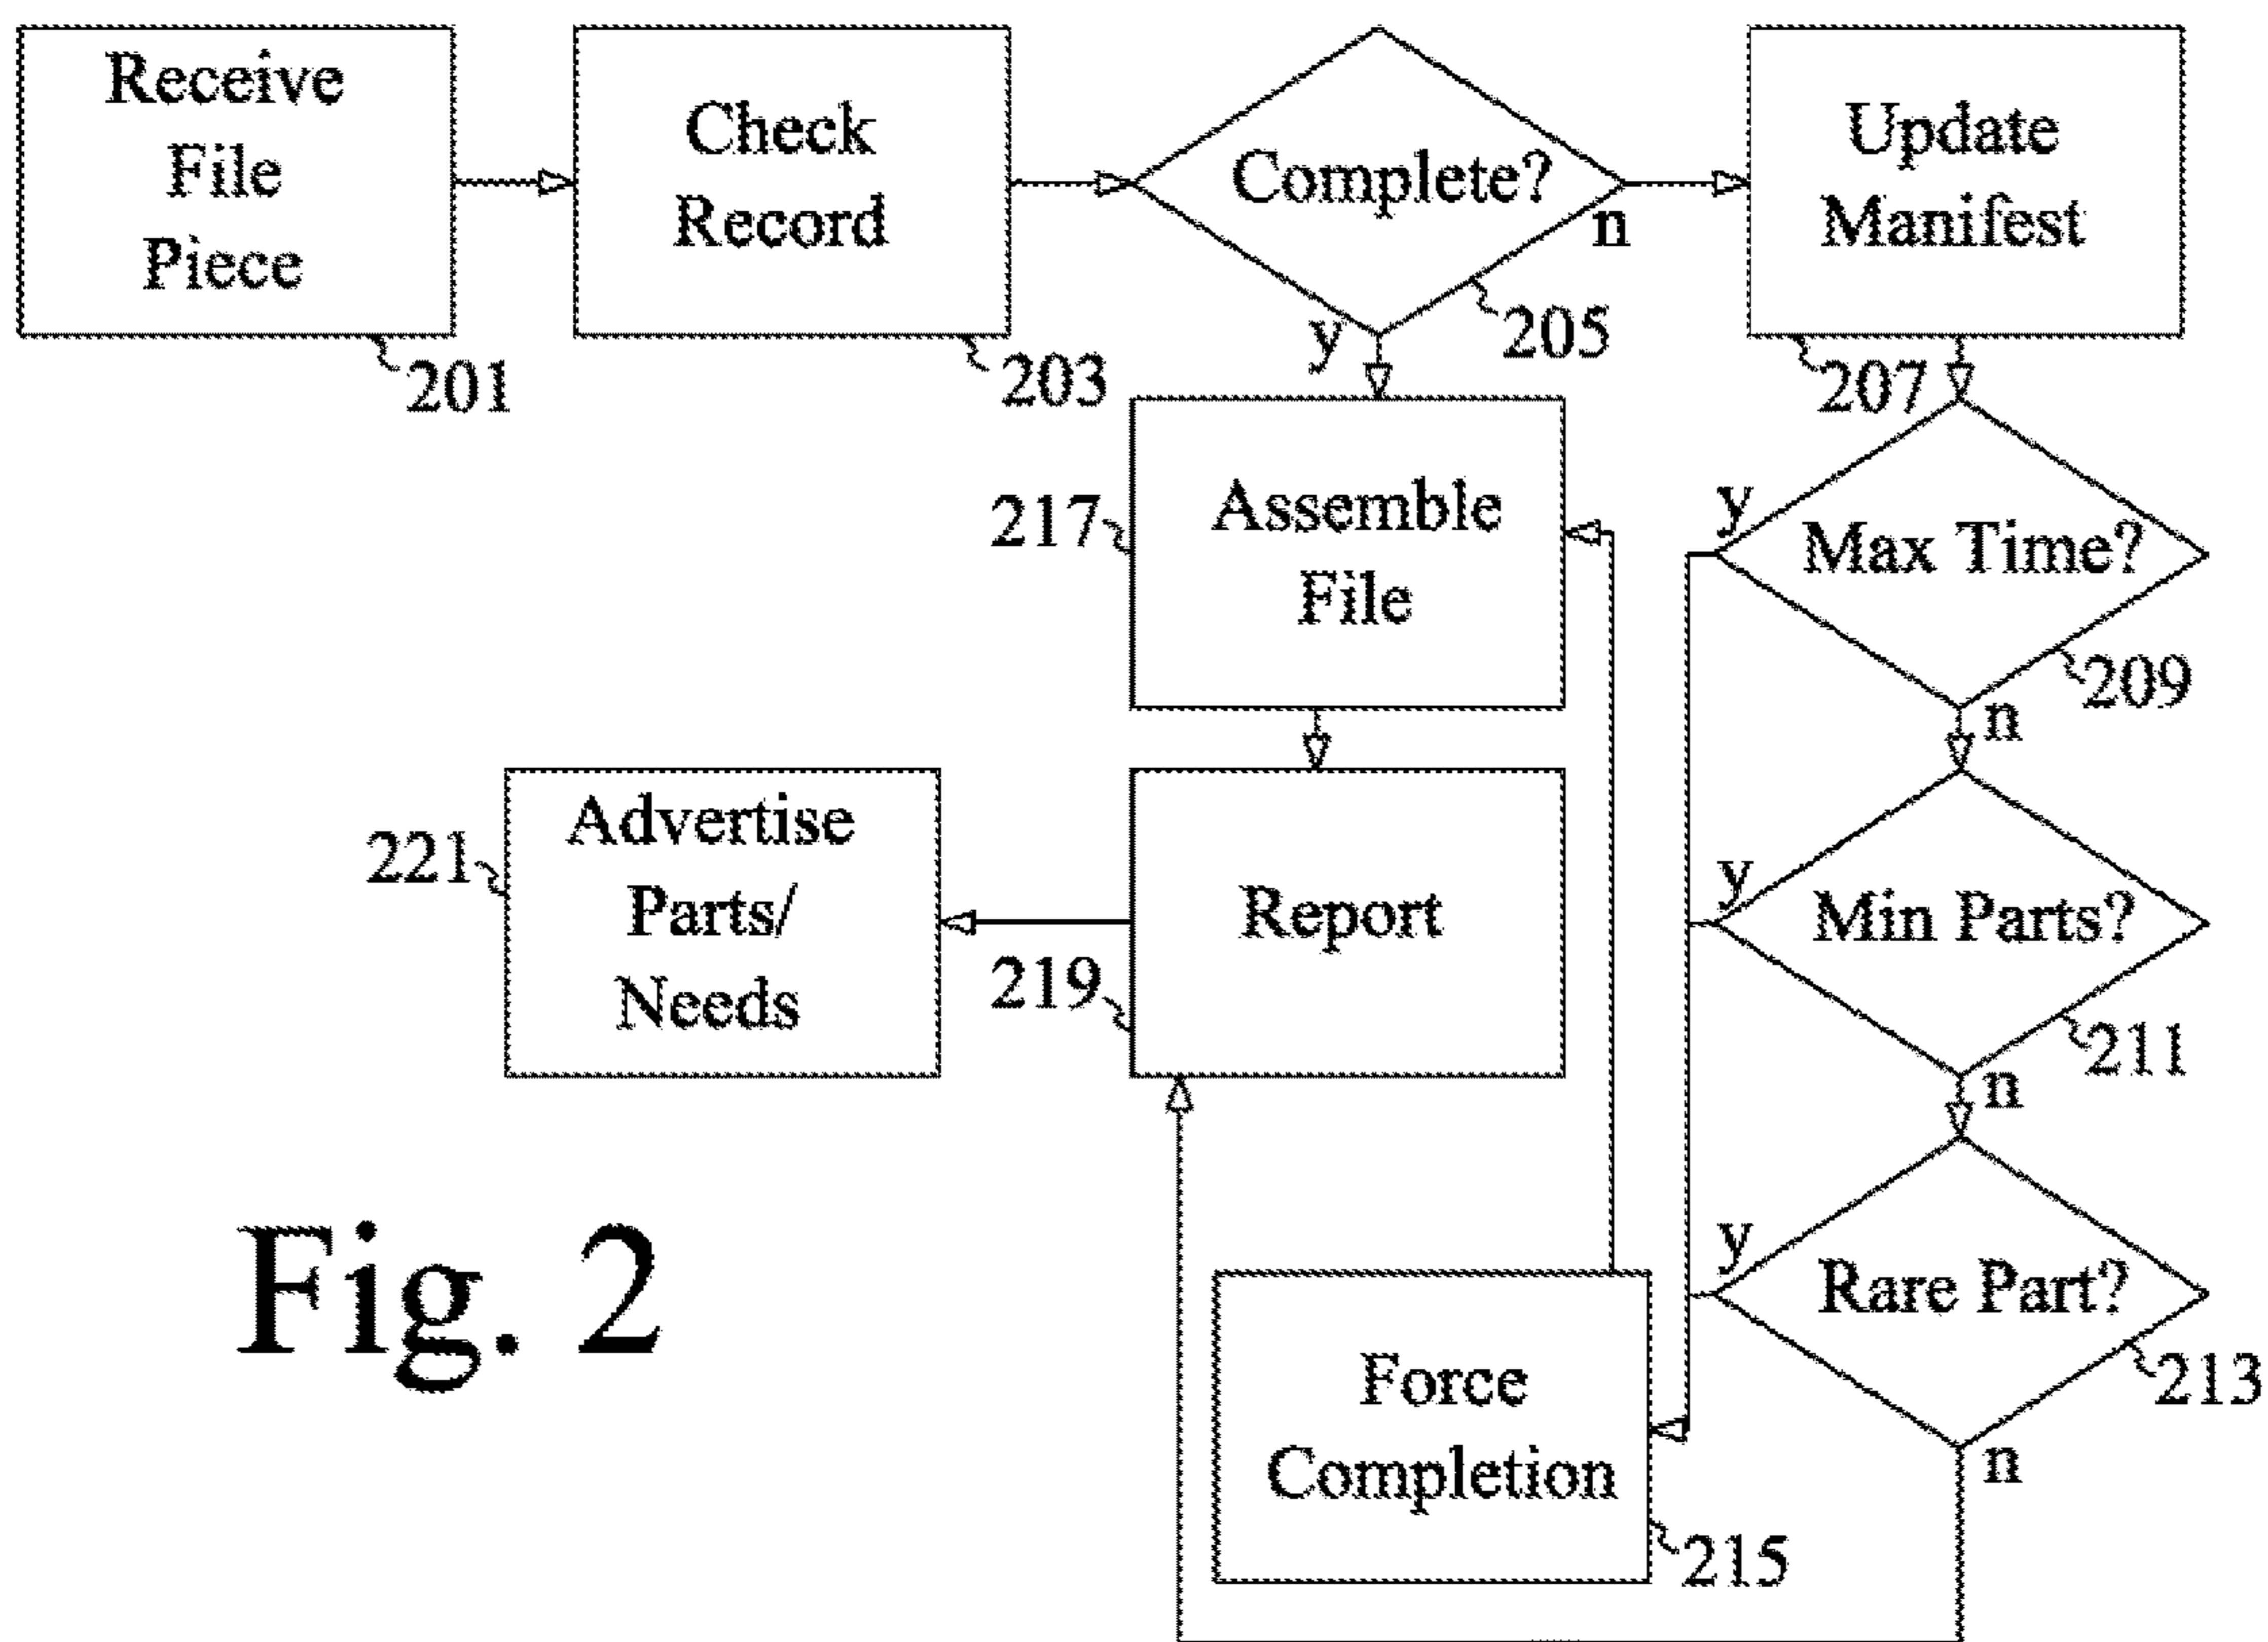 Receive
File
Piece
201
Check
Record
203
Complete?
n
y
205
Update
Manifest
207
Max Time?
y
n
209
Min Parts?
y
n
211
Rare Part?
y
n
213
Force
Completion
215
Assemble
File
217
Report
219
Advertise
Parts/
Needs
221
Fig. 2